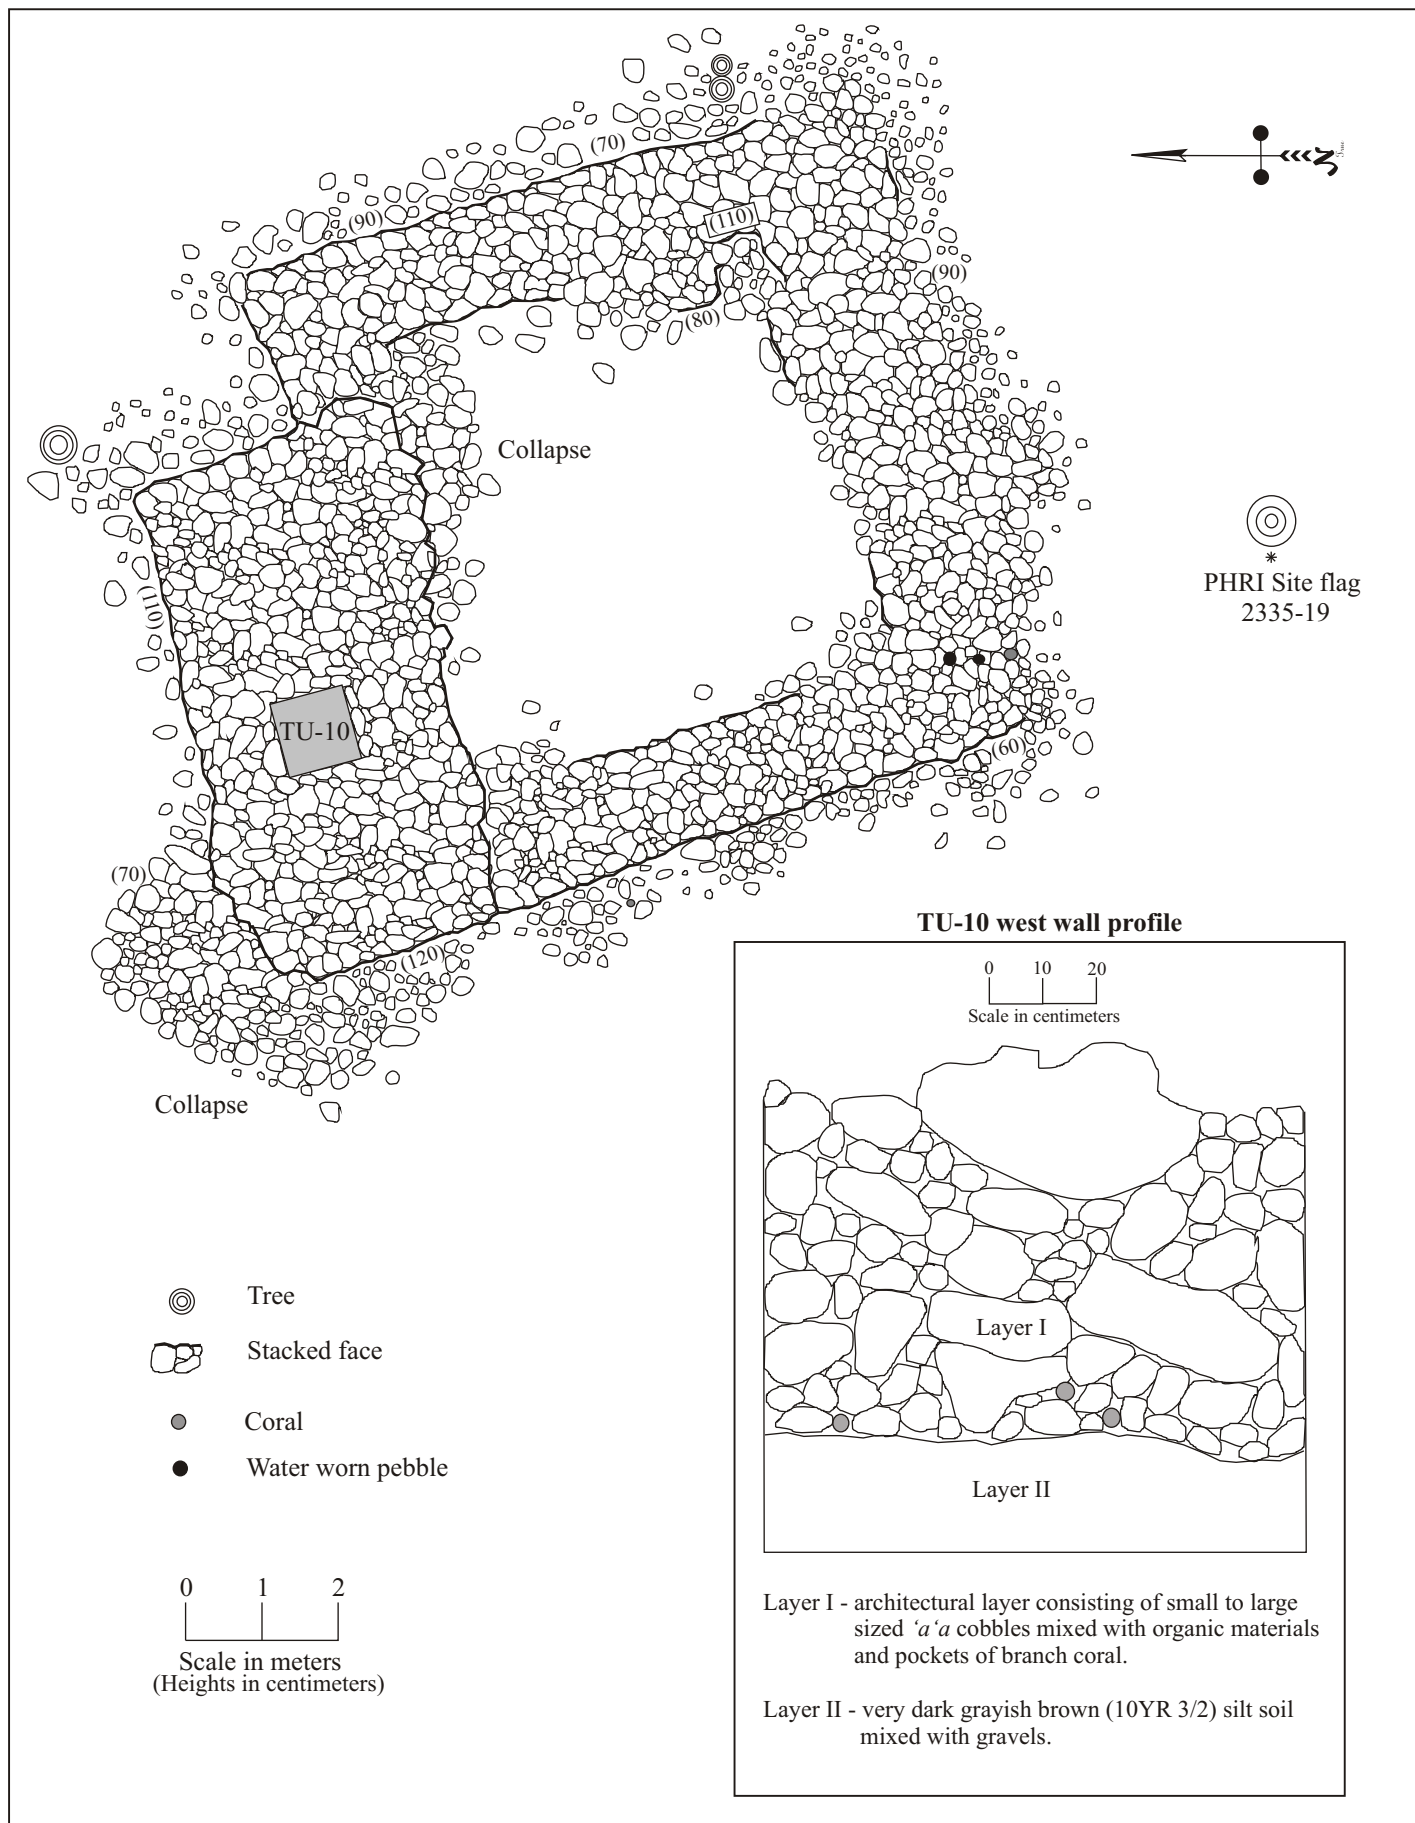 (70)
(90)
(110)
(90)
(80)
N
Collapse
(110)
PHRI Site flag
2335-19
TU-10
(60)
(70)
(120)
Collapse
TU-10 west wall profile
0 10 20
Scale in centimeters
Layer I
Layer II
Tree
Stacked face
Coral
Water worn pebble
0 1 2
Scale in meters
(Heights in centimeters)
Layer I - architectural layer consisting of small to large
sized ‘a‘a cobbles mixed with organic materials
and pockets of branch coral.
Layer II - very dark grayish brown (10YR 3/2) silt soil
mixed with gravels.